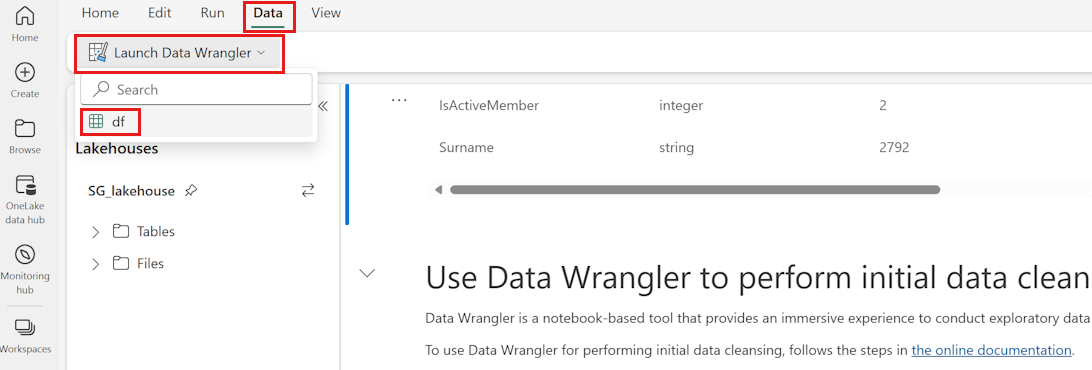 Home
Create
Browse
OneLake
data hub
Monitoring
hub
Workspaces
Home Edit Run Data View
Launch Data Wrangler
Search
df
Lakehouses
SG_lakehouse
Tables
Files
...
IsActiveMember integer 2
Surname string 2792
Use Data Wrangler to perform initial data clean
Data Wrangler is a notebook-based tool that provides an immersive experience to conduct exploratory data
To use Data Wrangler for performing initial data cleansing, follows the steps in the online documentation.